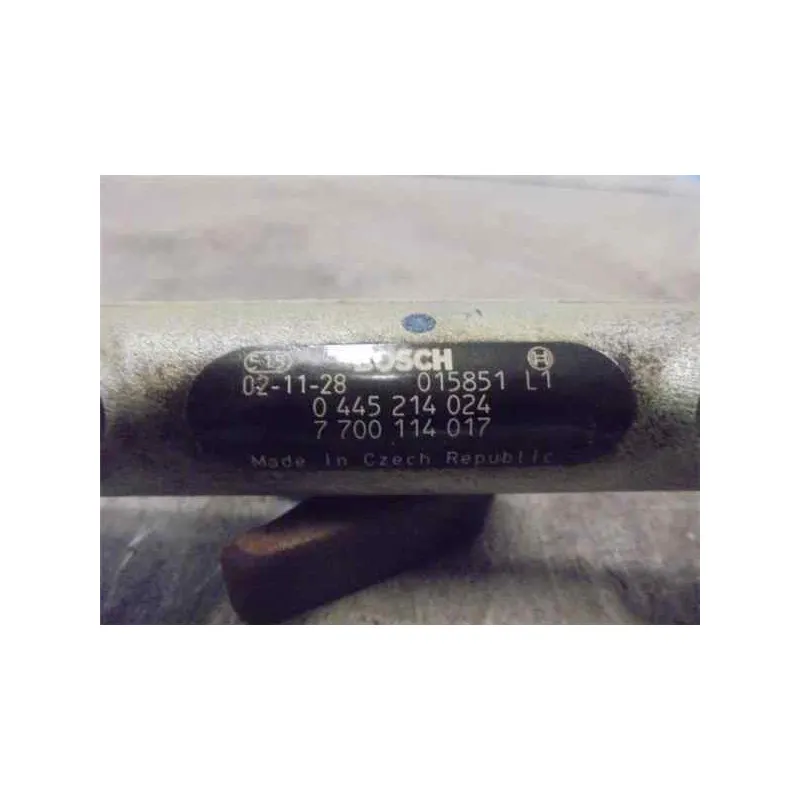 BOSCH
02-11-28 015851 L1
0 445 214 024
7 700 114 017
Made in Czech Republic